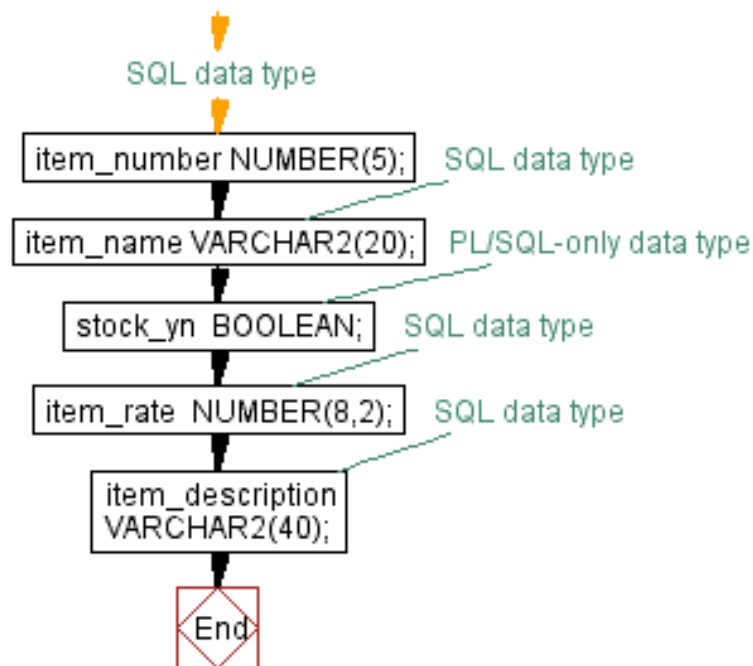 SQL data type
item_number NUMBER(5);
SQL data type
item_name VARCHAR2(20);
PL/SQL-only data type
stock_yn  BOOLEAN;
SQL data type
item_rate  NUMBER(8,2);
SQL data type
item_description
VARCHAR2(40);
End